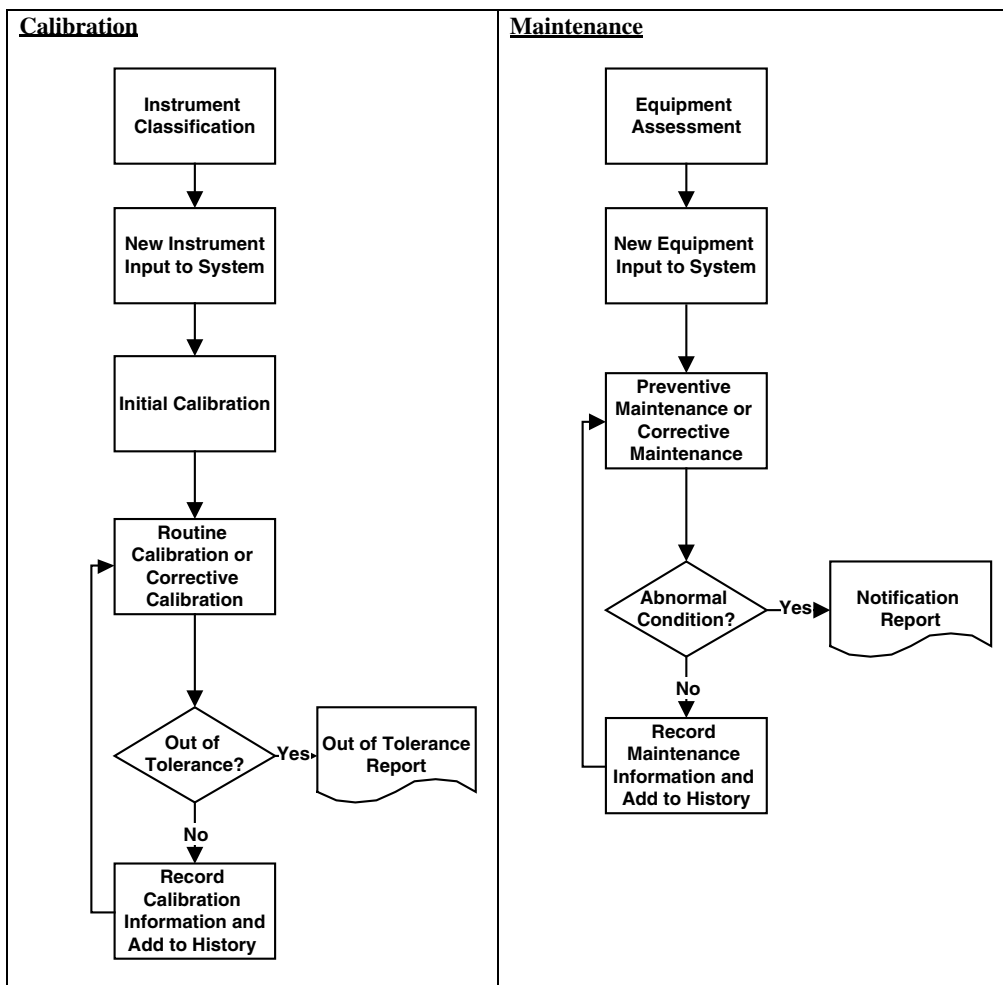 Calibration
Instrument
Classification
New Instrument
Input to System
Initial Calibration
Routine
Calibration or
Corrective
Calibration
Out of
Tolerance?
Yes
Out of Tolerance
Report
No
Record
Calibration
Information and
Add to History
Maintenance
Equipment
Assessment
New Equipment
Input to System
Preventive
Maintenance or
Corrective
Maintenance
Abnormal
Condition?
Yes
Notification
Report
No
Record
Maintenance
Information and
Add to History